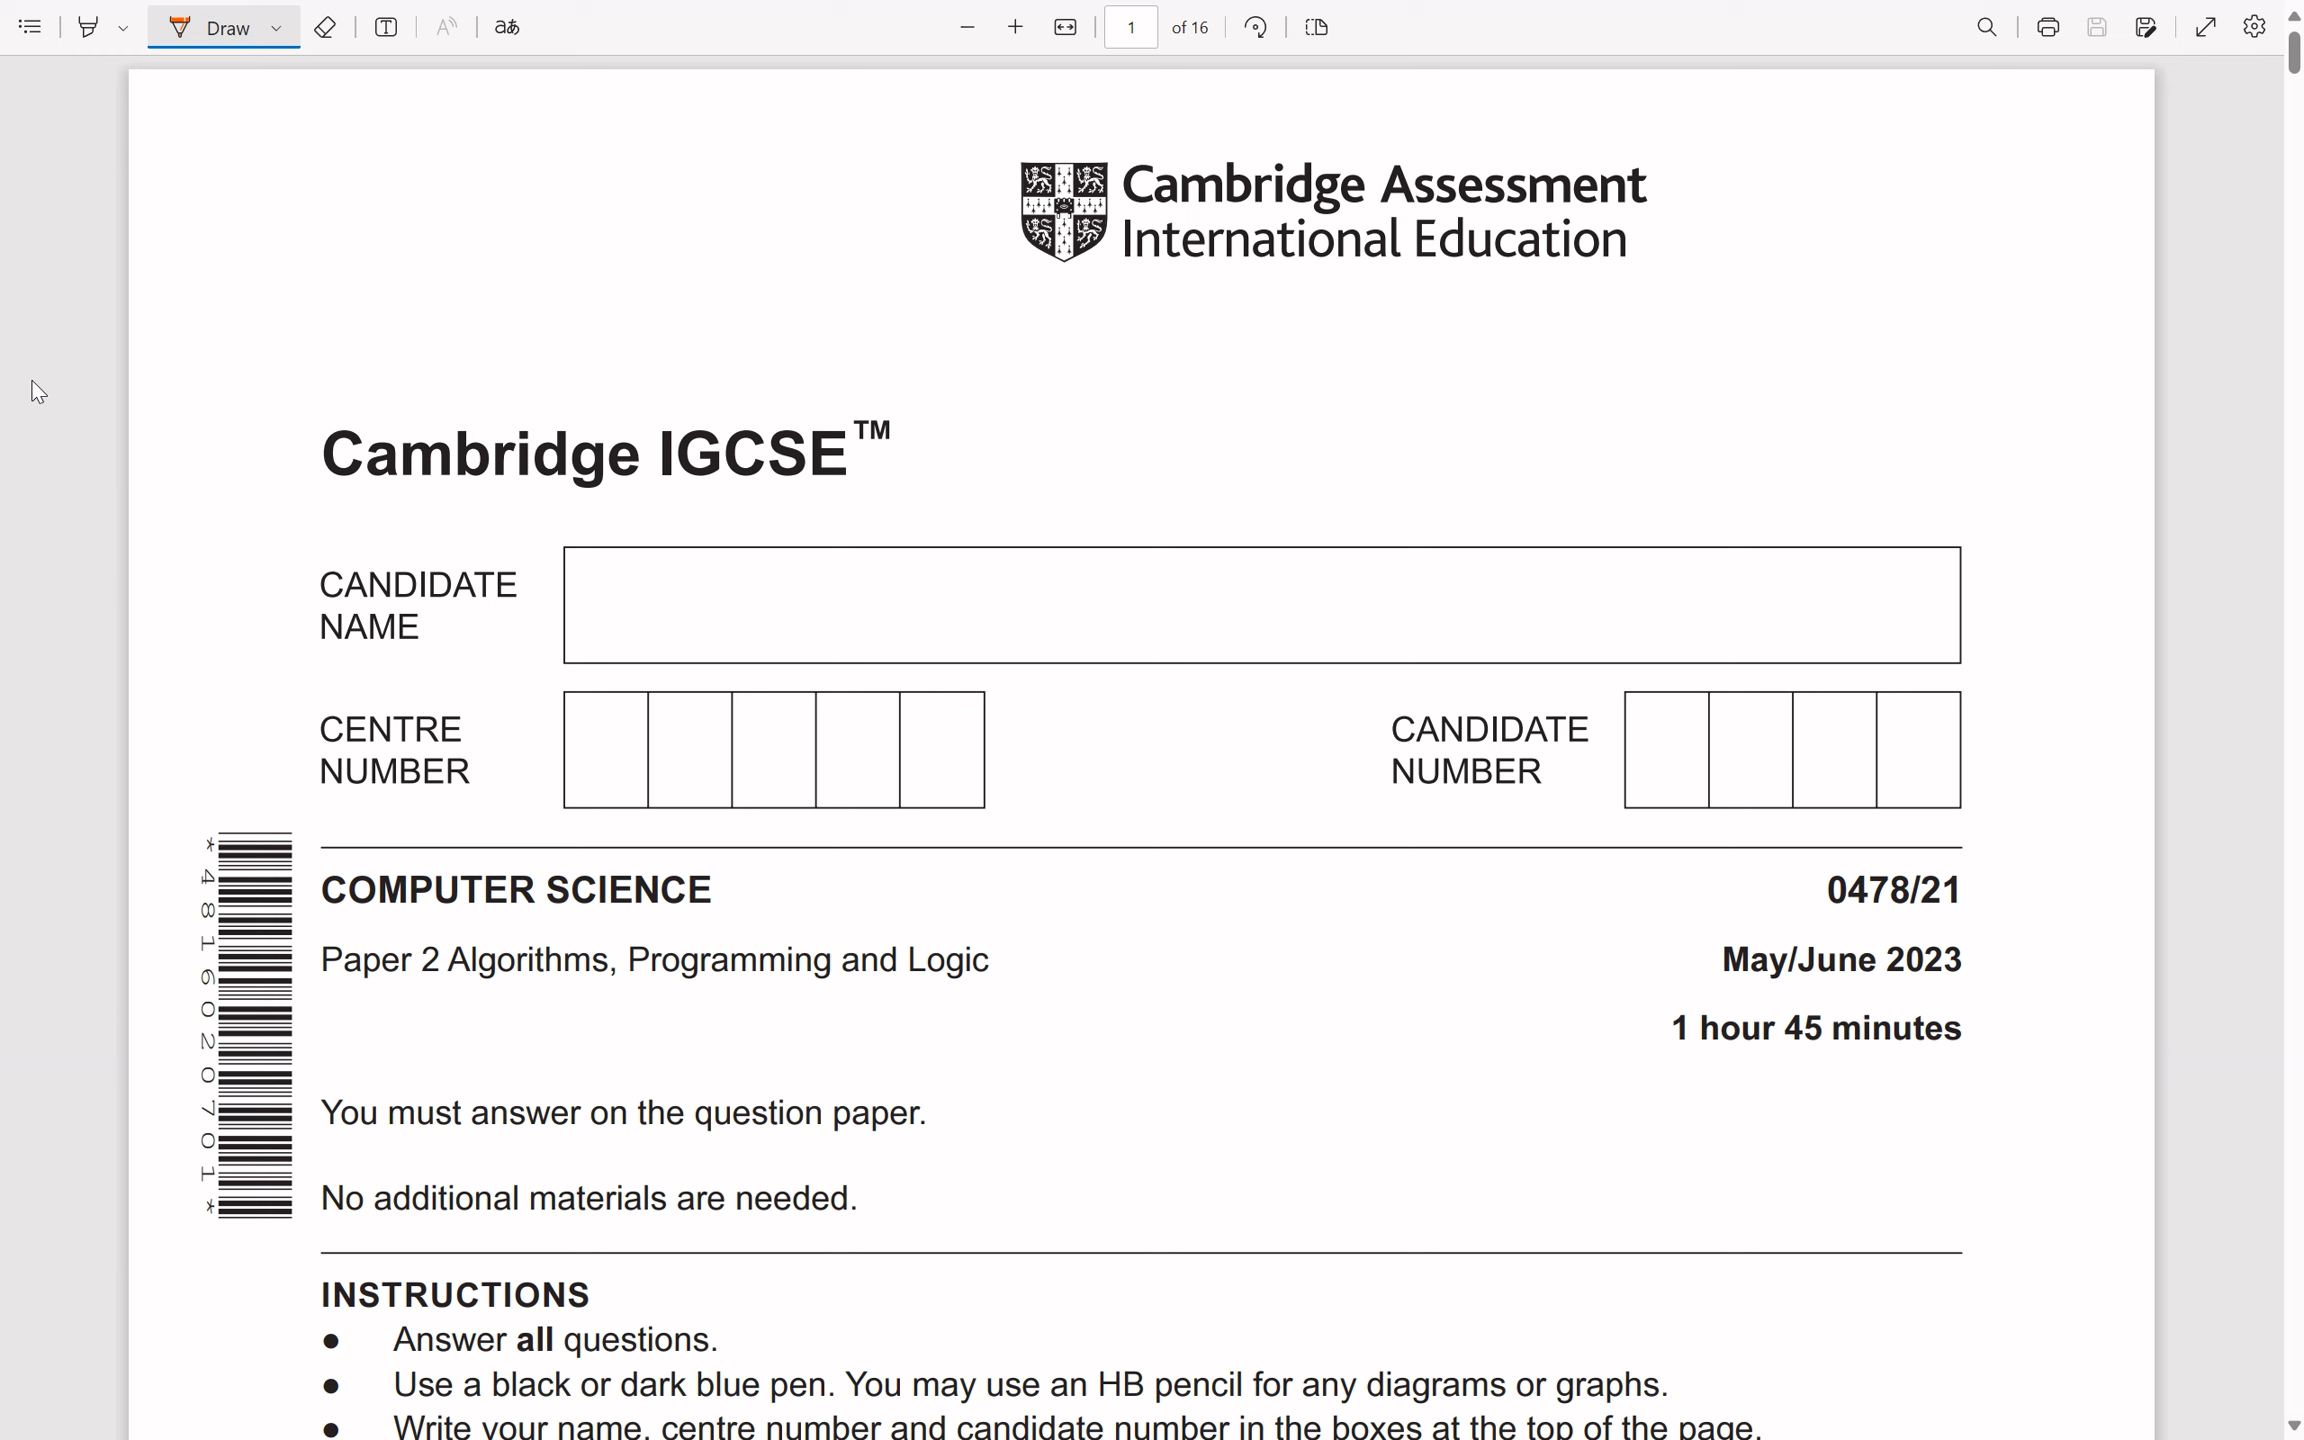 Draw
1 of 16
Cambridge Assessment
International Education
Cambridge IGCSE™
CANDIDATE
NAME
CENTRE
NUMBER
CANDIDATE
NUMBER
*4816020701*
COMPUTER SCIENCE 0478/21
Paper 2 Algorithms, Programming and Logic May/June 2023
1 hour 45 minutes
You must answer on the question paper.
No additional materials are needed.
INSTRUCTIONS
● Answer all questions.
● Use a black or dark blue pen. You may use an HB pencil for any diagrams or graphs.
● Write your name, centre number and candidate number in the boxes at the top of the page.